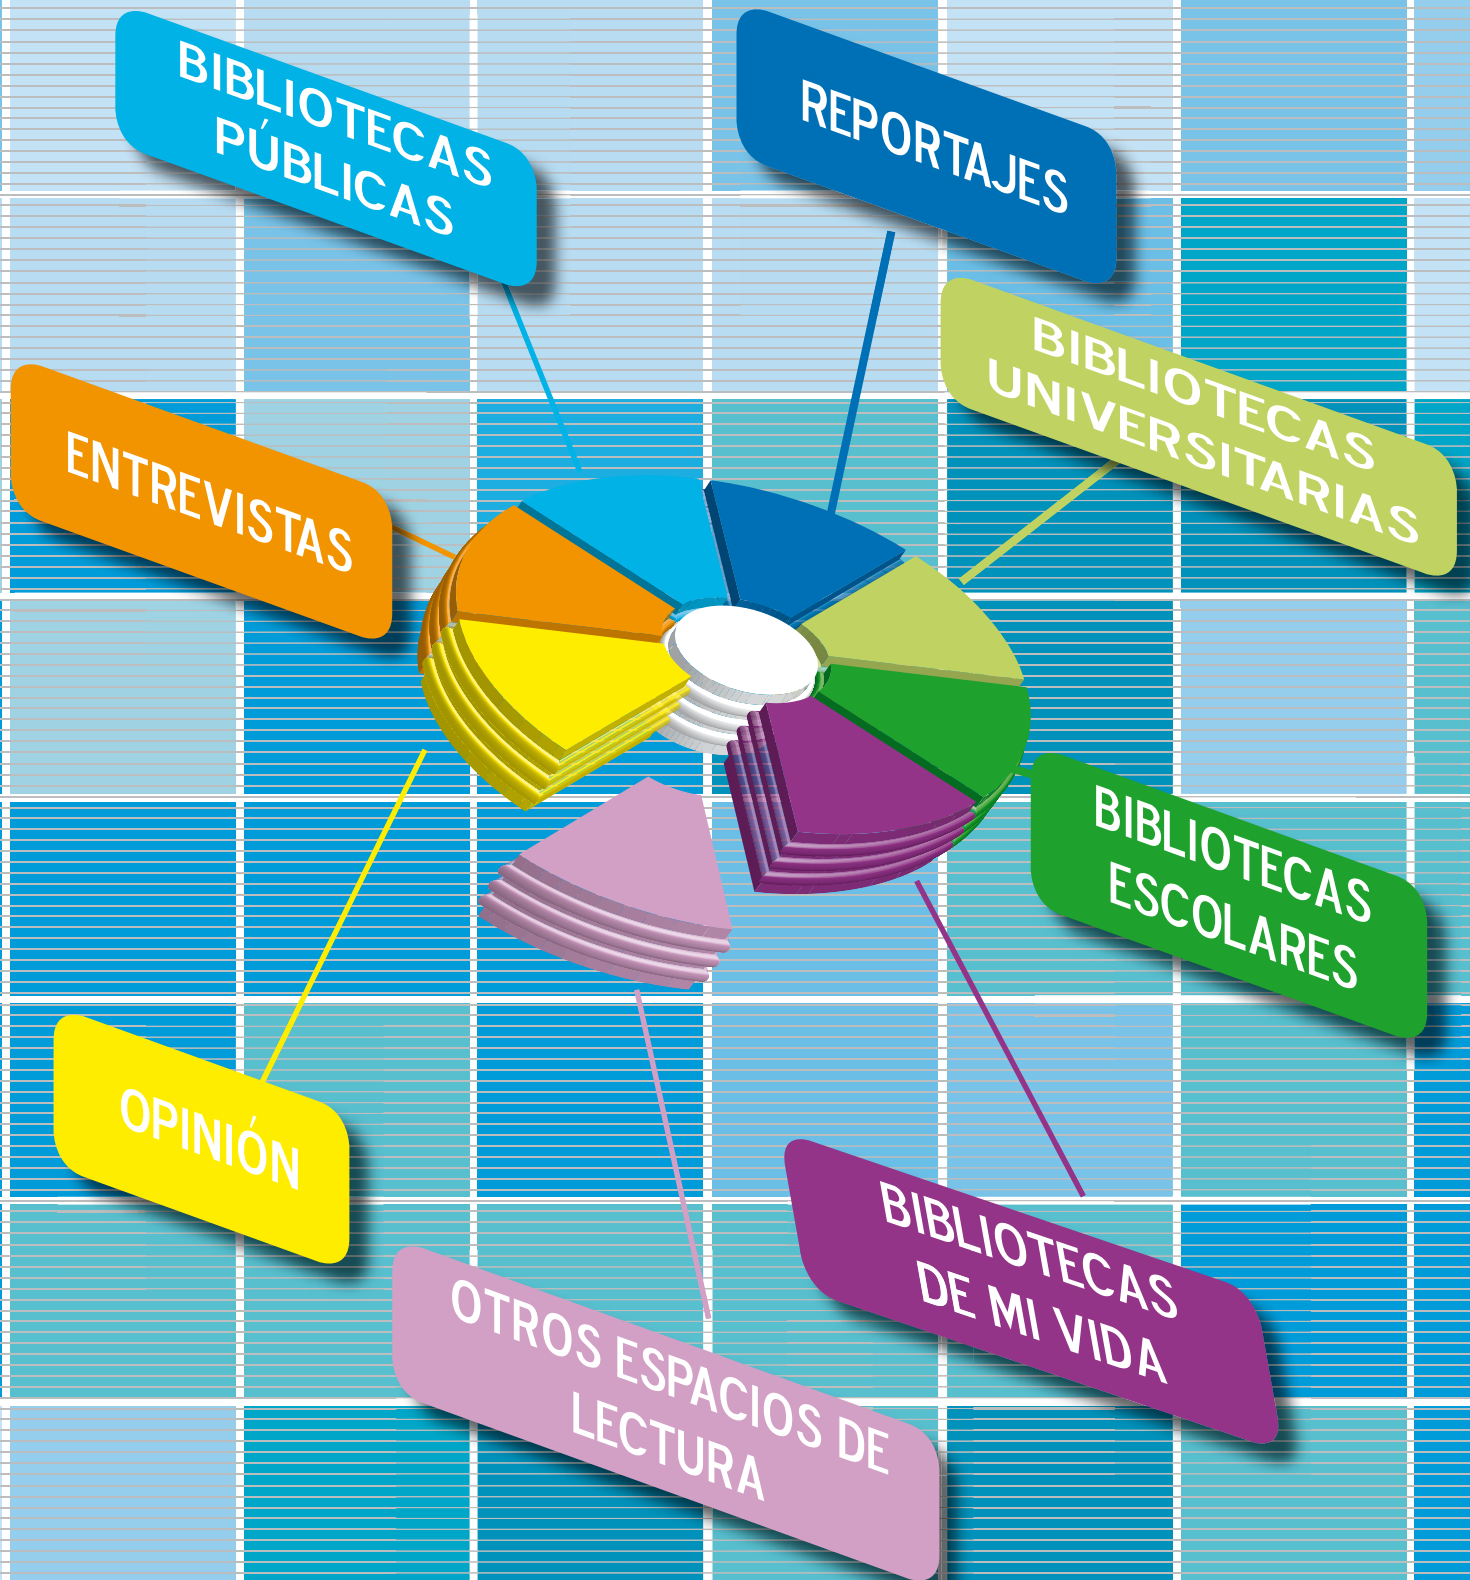 BIBLIOTECAS
PÚBLICAS
REPORTAJES
BIBLIOTECAS
UNIVERSITARIAS
ENTREVISTAS
BIBLIOTECAS
ESCOLARES
OPINIÓN
BIBLIOTECAS
DE MI VIDA
OTROS ESPACIOS DE
LECTURA